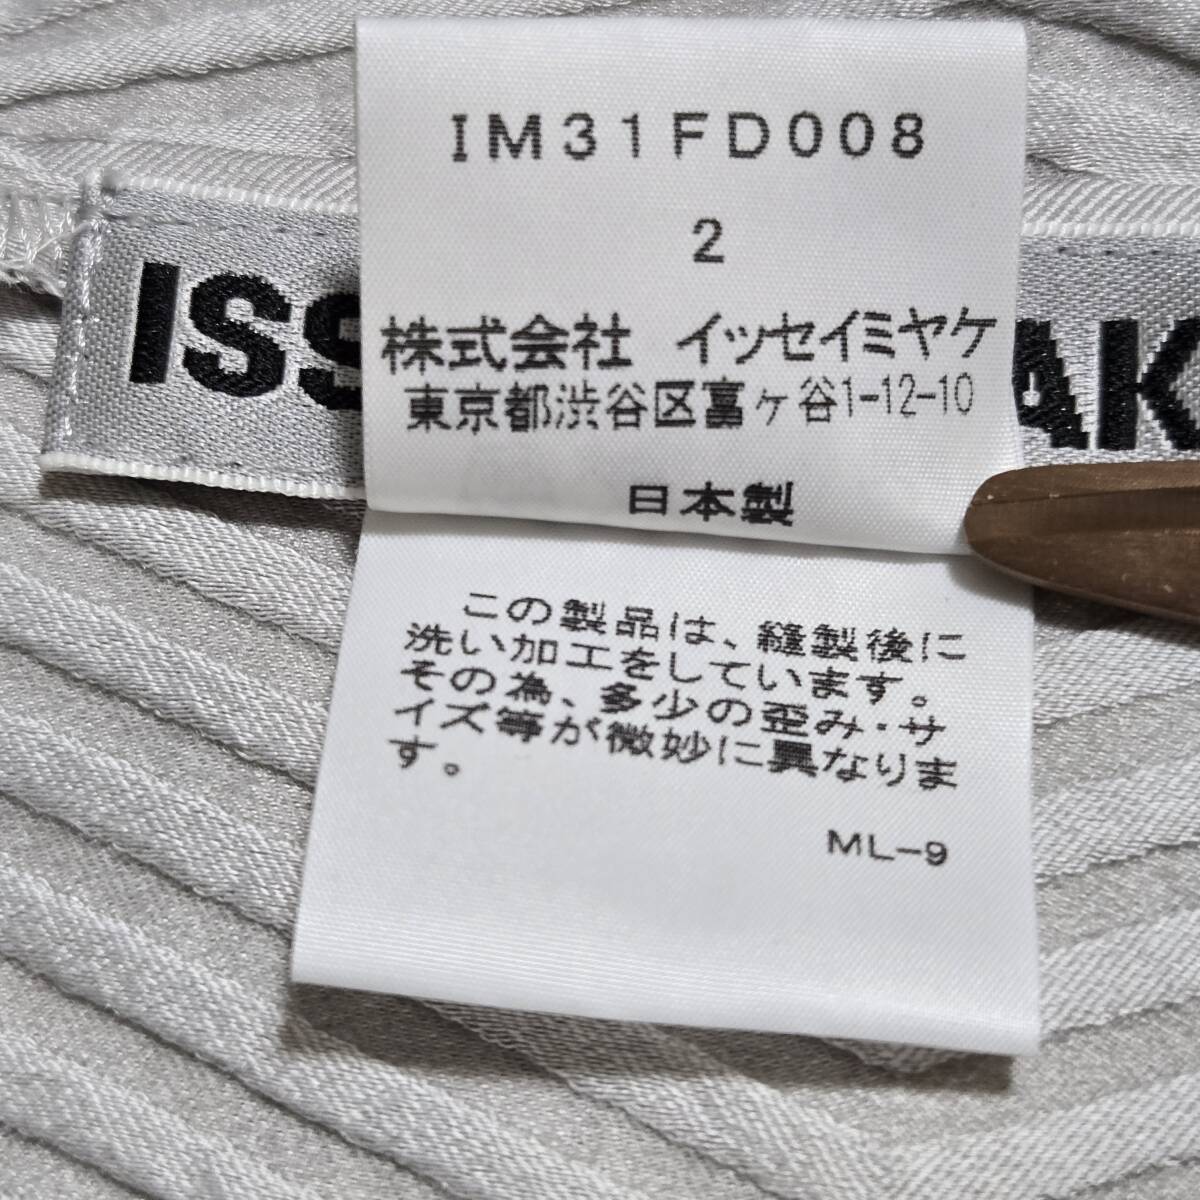 IM31FD008
2
株式会社 イッセイミヤケ
東京都渋谷区富ヶ谷1-12-10
日本製
ISS
AK
この製品は、縫製後に
洗い加工をしています。
その為、多少の歪み・サ
イズ等が微妙に異なりま
す。
ML-9